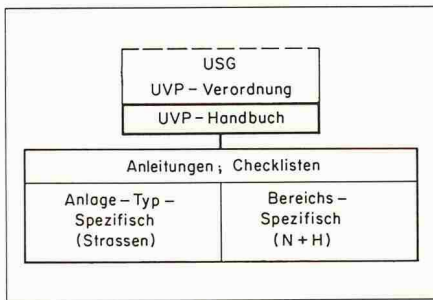 USG
UVP – Verordnung
UVP – Handbuch
Anleitungen ; Checklisten
Anlage – Typ –
Spezifisch
(Strassen)
Bereichs –
Spezifisch
(N + H)